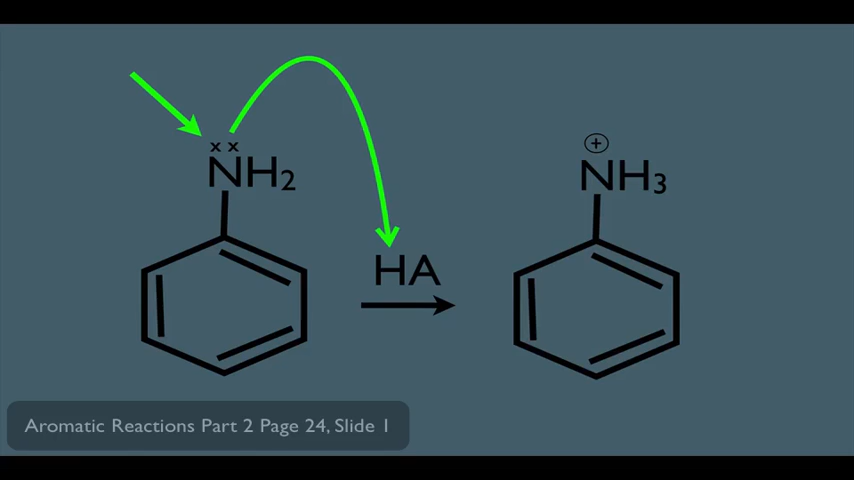 x x
NH2
⊕
NH3
HA
Aromatic Reactions Part 2 Page 24, Slide 1